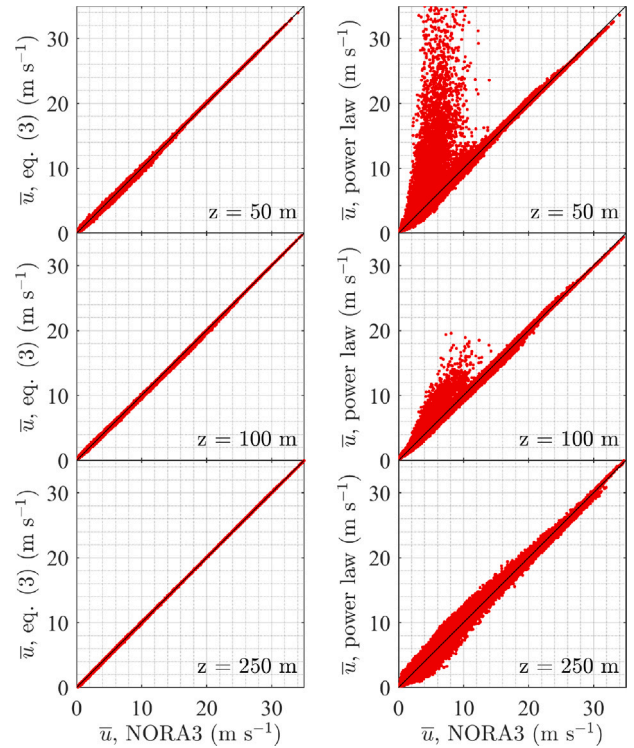 30
20
10
0
u̅, eq. (3) (m s⁻¹)
z = 50 m
30
20
10
0
u̅, power law (m s⁻¹)
z = 50 m
30
20
10
0
u̅, eq. (3) (m s⁻¹)
z = 100 m
30
20
10
0
u̅, power law (m s⁻¹)
z = 100 m
30
20
10
0
u̅, eq. (3) (m s⁻¹)
z = 250 m
0 10 20 30
u̅, NORA3 (m s⁻¹)
30
20
10
0
u̅, power law (m s⁻¹)
z = 250 m
0 10 20 30
u̅, NORA3 (m s⁻¹)